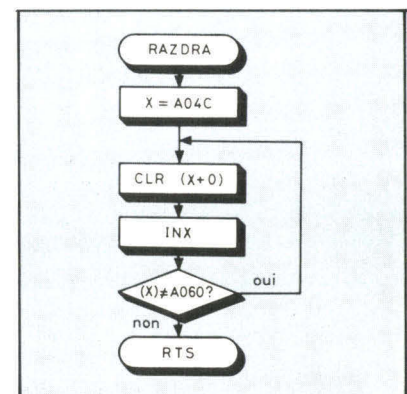 RAZDRA
X = A04C
CLR (X+0)
INX
(X)≠A060?
oui
non
RTS